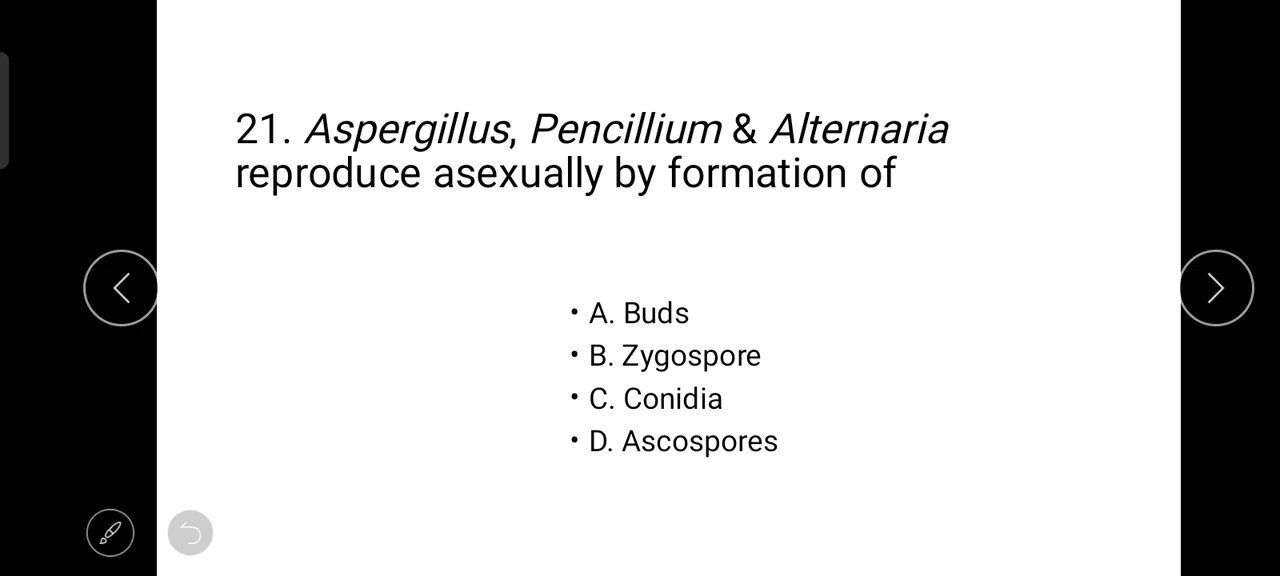 21. Aspergillus, Pencillium & Alternaria
reproduce asexually by formation of
• A. Buds
• B. Zygospore
• C. Conidia
• D. Ascospores